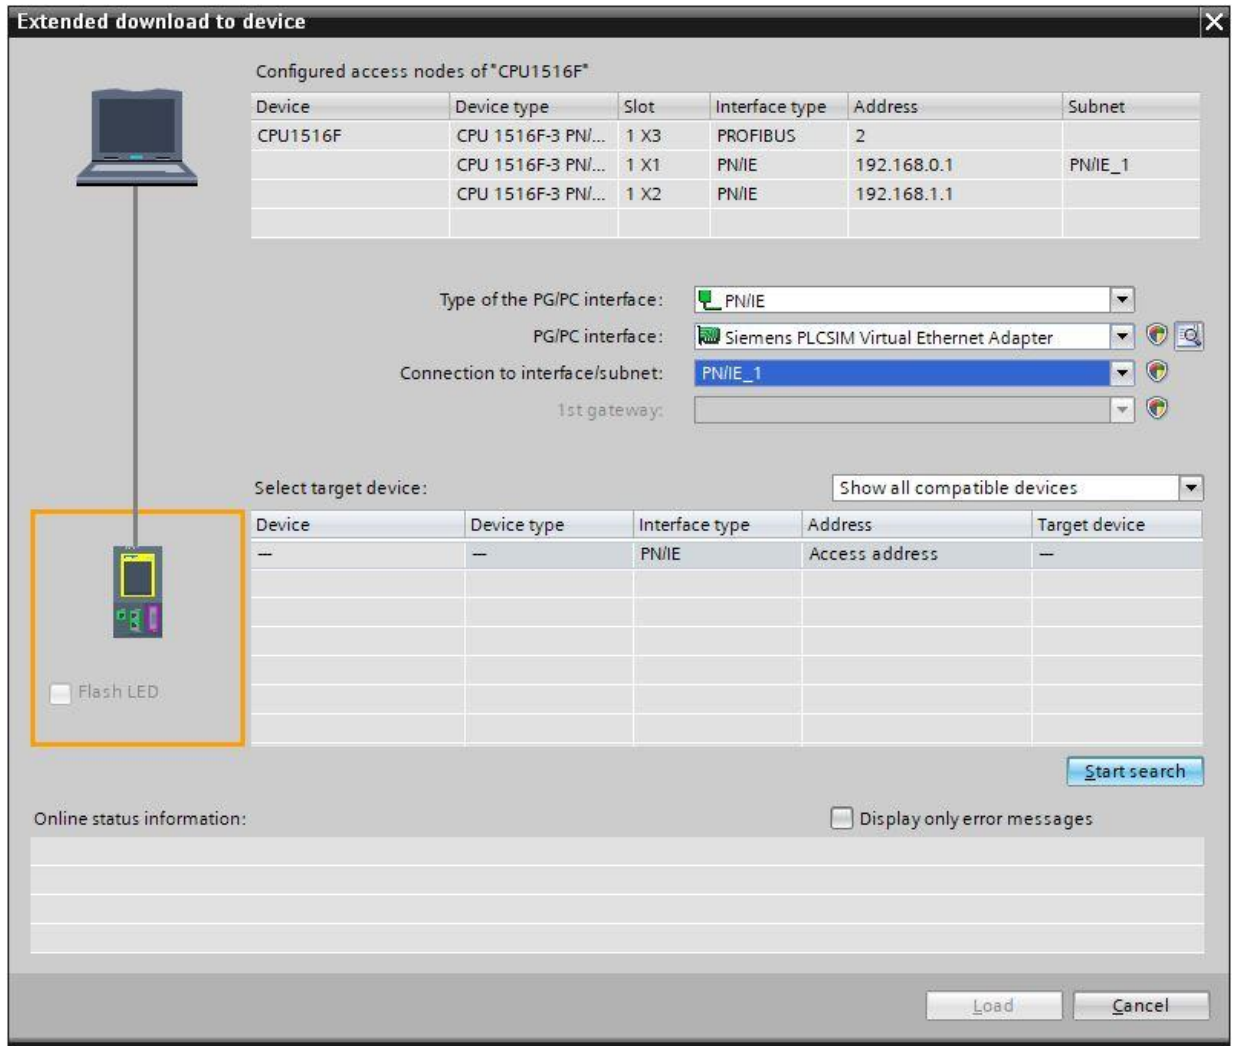 Extended download to device
Configured access nodes of "CPU1516F"
Device Device type Slot Interface type Address Subnet
CPU1516F CPU 1516F-3 PN/... 1 X3 PROFIBUS 2
CPU 1516F-3 PN/... 1 X1 PN/IE 192.168.0.1 PN/IE_1
CPU 1516F-3 PN/... 1 X2 PN/IE 192.168.1.1
Type of the PG/PC interface: PN/IE
PG/PC interface: Siemens PLCSIM Virtual Ethernet Adapter
Connection to interface/subnet: PN/IE_1
1st gateway:
Select target device: Show all compatible devices
Device Device type Interface type Address Target device
— — PN/IE Access address —
Flash LED
Start search
Online status information: Display only error messages
Load Cancel